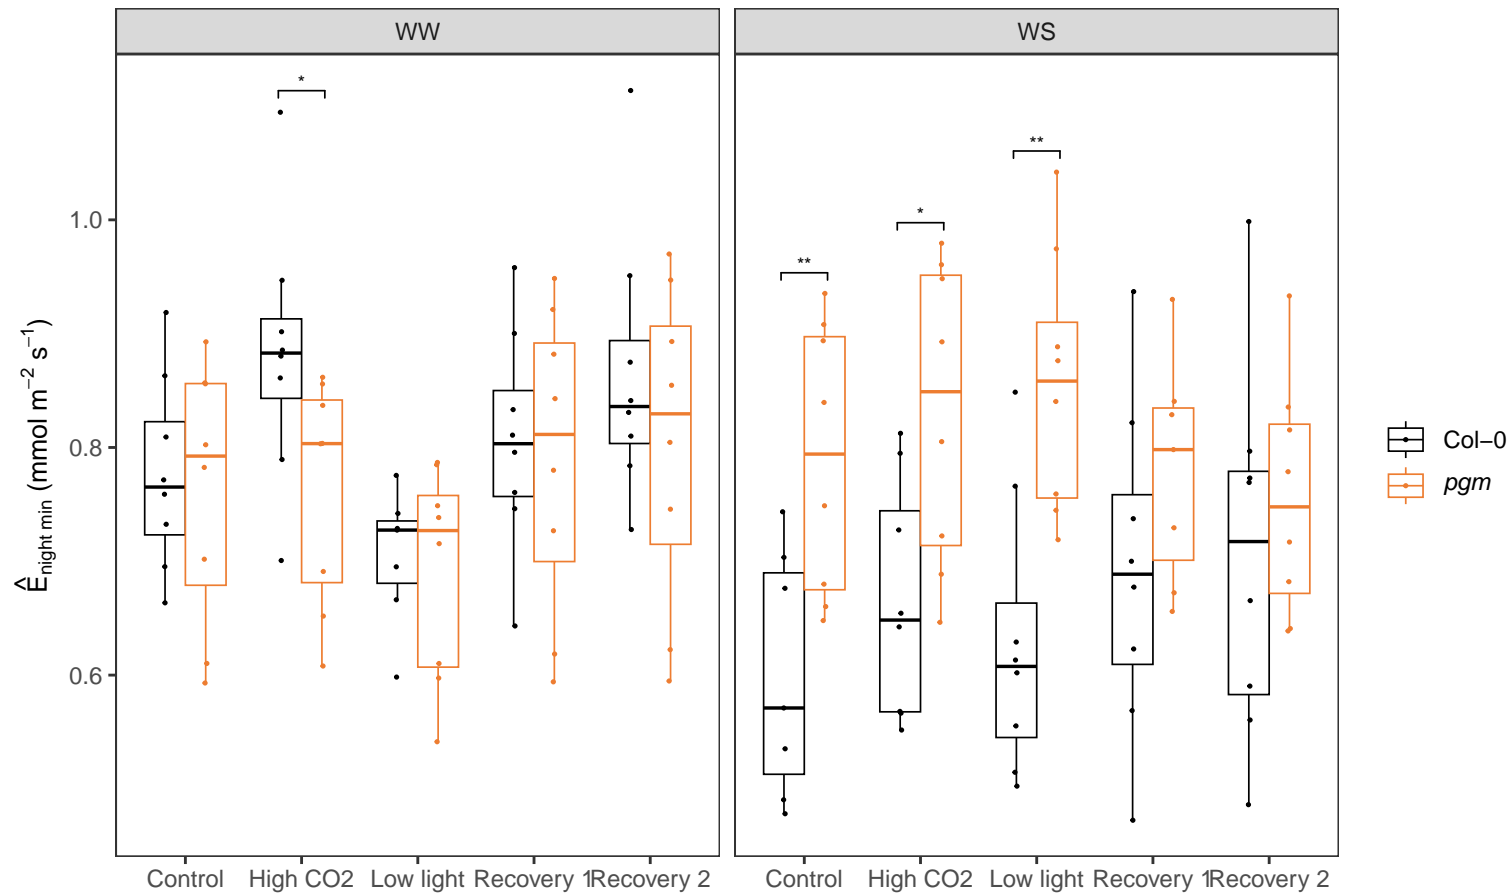 WW
WS
*
**
*
**
1.0
0.8
0.6
Ê night min (mmol m−2 s−1)
Control High CO2 Low light Recovery 1 Recovery 2
Control High CO2 Low light Recovery 1 Recovery 2
Col−0
pgm